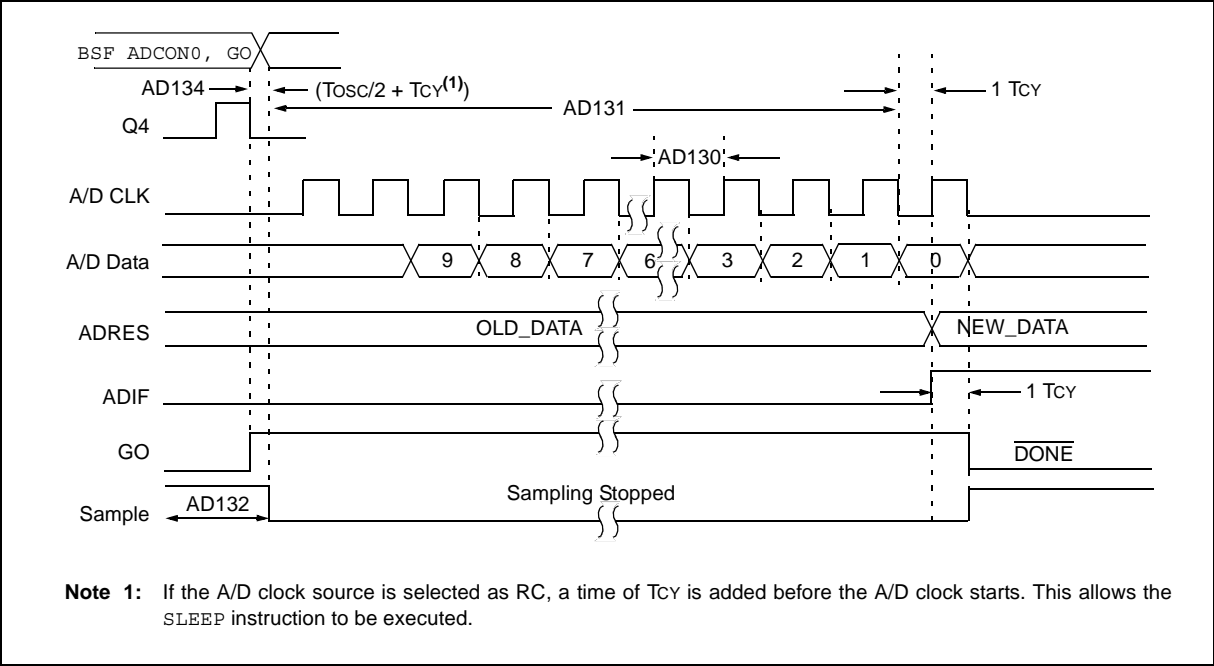 BSF ADCON0, GO
AD134
(TOSC/2 + TCY(1))
AD131
1 TCY
Q4
AD130
A/D CLK
A/D Data
9 8 7 6 3 2 1 0
ADRES
OLD_DATA
NEW_DATA
ADIF
1 TCY
GO
DONE
Sample
AD132
Sampling Stopped
Note 1: If the A/D clock source is selected as RC, a time of TCY is added before the A/D clock starts. This allows the
SLEEP instruction to be executed.